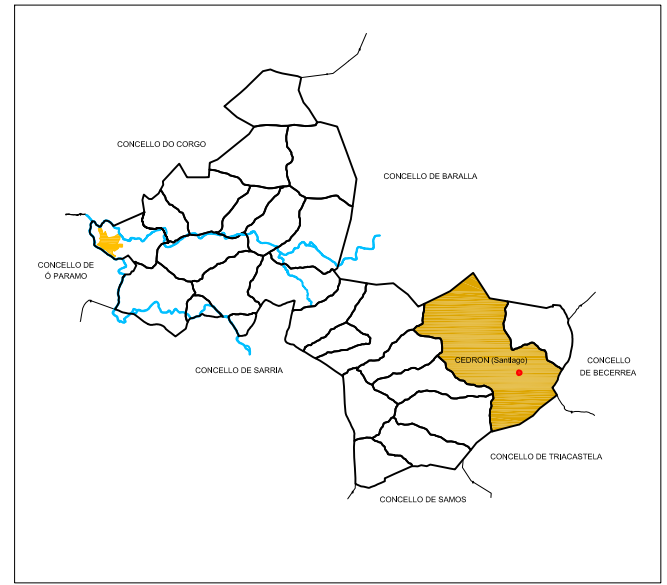 CONCELLO DO CORGO
CONCELLO DE BARALLA
CONCELLO DE
Ó PARAMO
CEDRON (Santiago)
CONCELLO
DE BECERREA
CONCELLO DE SARRIA
CONCELLO DE TRIACASTELA
CONCELLO DE SAMOS